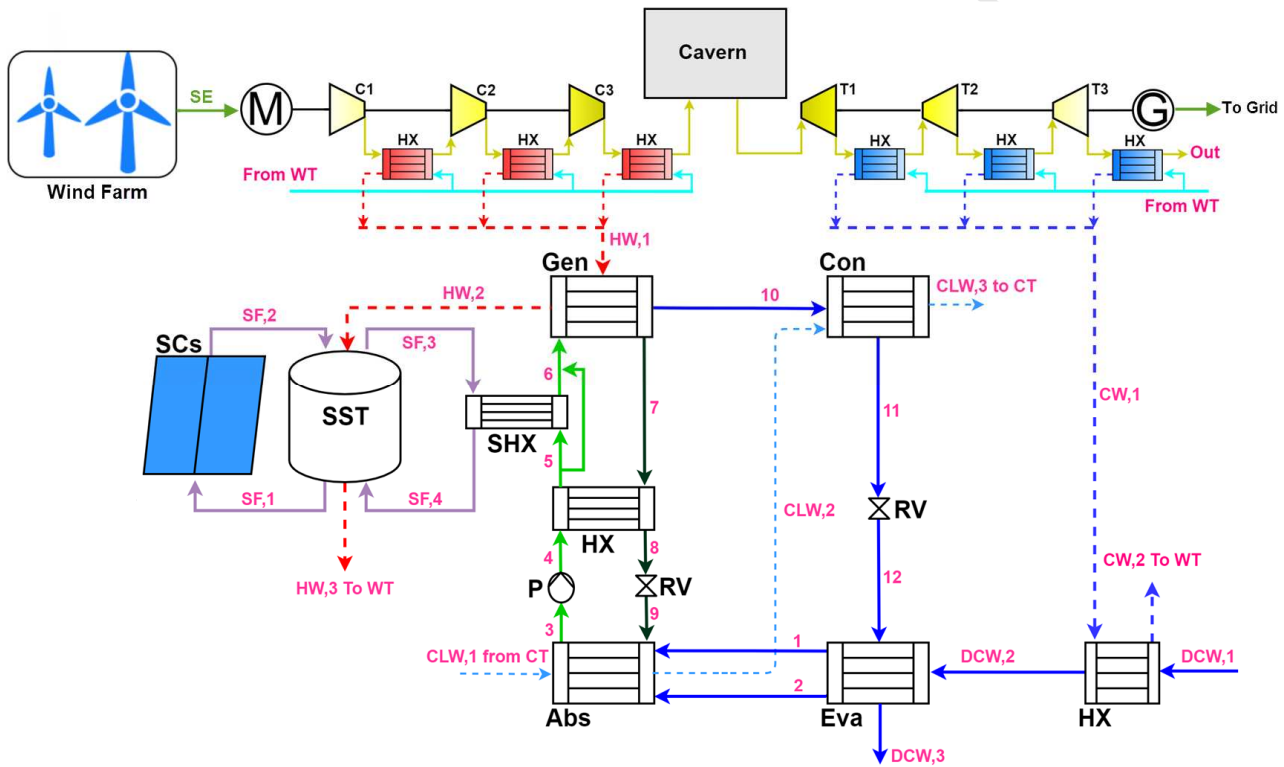 Cavern
C1
C2
C3
T1
T2
T3
SE
M
G
To Grid
HX
HX
HX
HX
HX
HX
Out
Wind Farm
From WT
From WT
HW,1
Gen
Con
HW,2
10
CLW,3 to CT
SF,2
SF,3
SCs
6
SST
7
11
CW,1
SHX
5
SF,1
SF,4
CLW,2
RV
HX
4
8
HW,3 To WT
P
RV
12
CW,2 To WT
9
3
CLW,1 from CT
1
DCW,2
DCW,1
2
Abs
Eva
HX
DCW,3